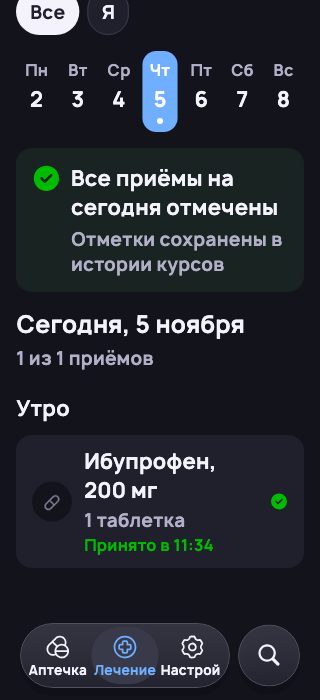 Все Я
Пн Вт Ср Чт Пт Сб Вс
2 3 4 5 6 7 8
Все приёмы на
сегодня отмечены
Отметки сохранены в
истории курсов
Сегодня, 5 ноября
1 из 1 приёмов
Утро
Ибупрофен,
200 мг
1 таблетка
Принято в 11:34
Аптечка Лечение Настрой